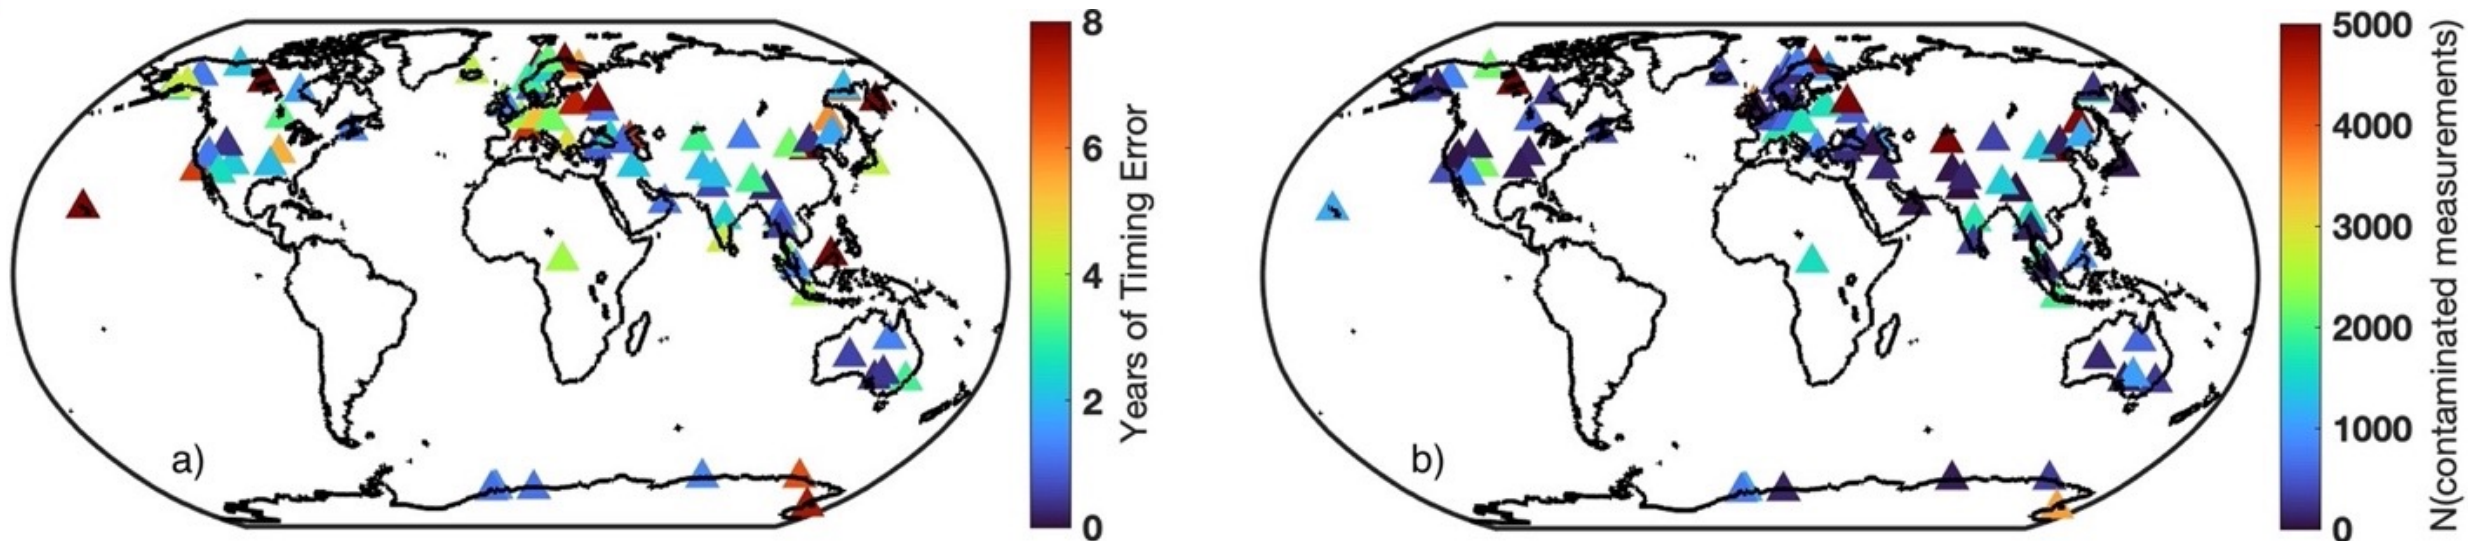 a)
8
6
4
2
0
Years of Timing Error
b)
5000
4000
3000
2000
1000
0
N(contaminated measurements)